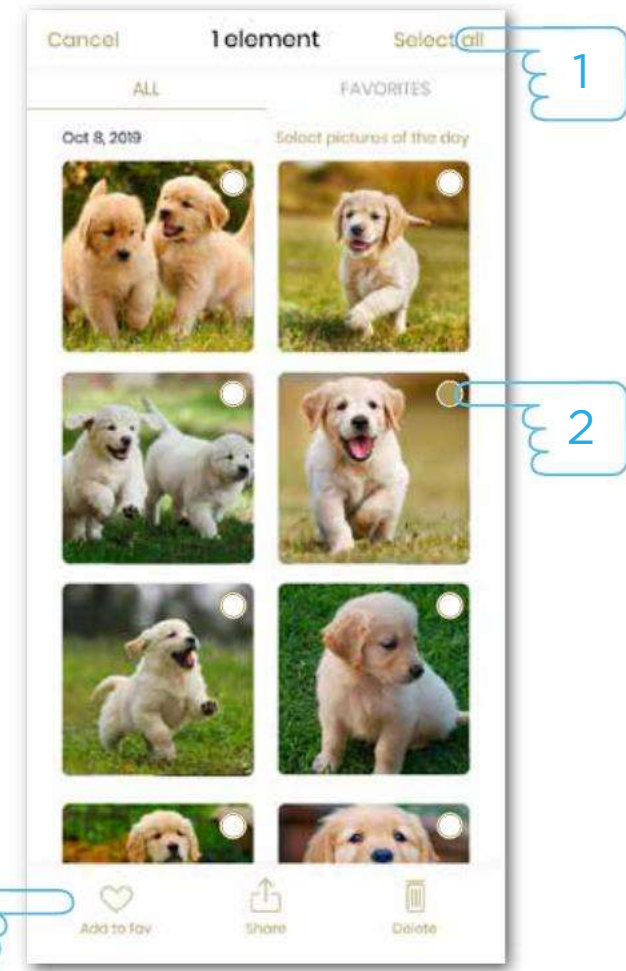 Cancel 1 element Select all
1
ALL FAVORITES
Oct 8, 2019 Select pictures of the day
2
Add to fav Share Delete